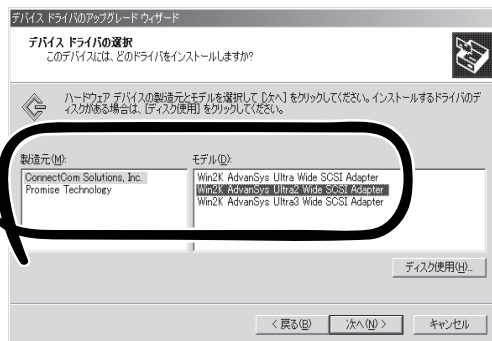 デバイス ドライバのアップグレード ウィザード
デバイス ドライバの選択
このデバイスには、どのドライバをインストールしますか?
ハードウェア デバイスの製造元とモデルを選択して [次へ] をクリックしてください。インストールするドライバのデ
ィスクがある場合は、[ディスク使用] をクリックしてください。
製造元(M):
モデル(D):
ConnectCom Solutions, Inc.
Promise Technology
Win2K AdvanSys Ultra Wide SCSI Adapter
Win2K AdvanSys Ultra2 Wide SCSI Adapter
Win2K AdvanSys Ultra3 Wide SCSI Adapter
ディスク使用(H)...
< 戻る(B)
次へ(N) >
キャンセル